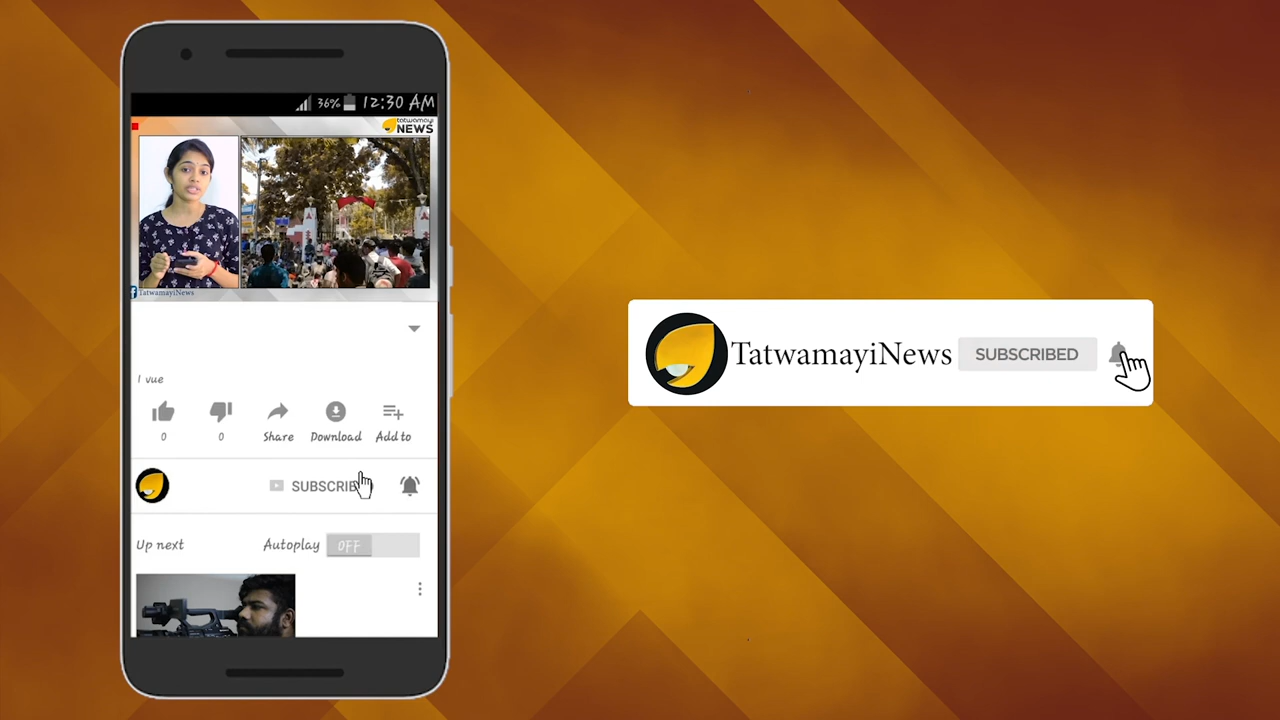 36% 12:30 AM
tatwamayi
NEWS
TatwamayiNews
1 vue
0 0 Share Download Add to
SUBSCRIBE
Up next Autoplay OFF
TatwamayiNews SUBSCRIBED